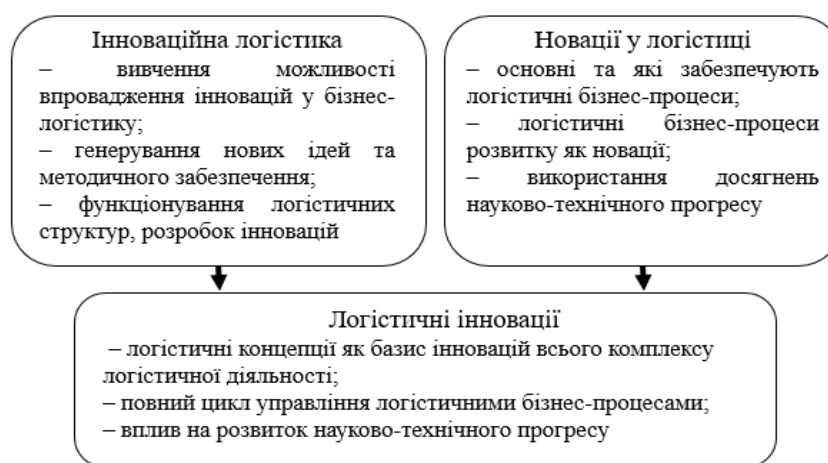 Інноваційна логістика
– вивчення можливості
впровадження інновацій у бізнес-
логістику;
– генерування нових ідей та
методичного забезпечення;
– функціонування логістичних
структур, розробок інновацій
Новації у логістиці
– основні та які забезпечують
логістичні бізнес-процеси;
– логістичні бізнес-процеси
розвитку як новації;
– використання досягнень
науково-технічного прогресу
Логістичні інновації
– логістичні концепції як базис інновацій всього комплексу
логістичної діяльності;
– повний цикл управління логістичними бізнес-процесами;
– вплив на розвиток науково-технічного прогресу